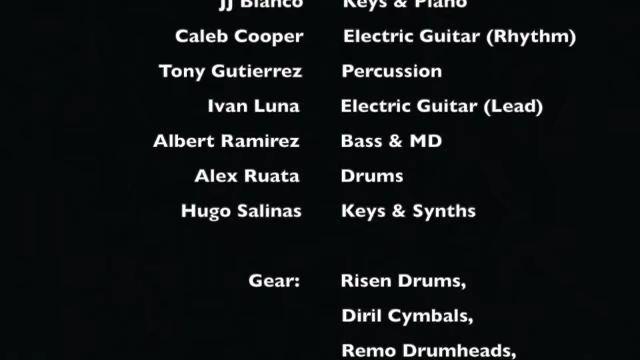 JJ Blanco Keys & Piano
Caleb Cooper Electric Guitar (Rhythm)
Tony Gutierrez Percussion
Ivan Luna Electric Guitar (Lead)
Albert Ramirez Bass & MD
Alex Ruata Drums
Hugo Salinas Keys & Synths
Gear: Risen Drums,
Diril Cymbals,
Remo Drumheads,